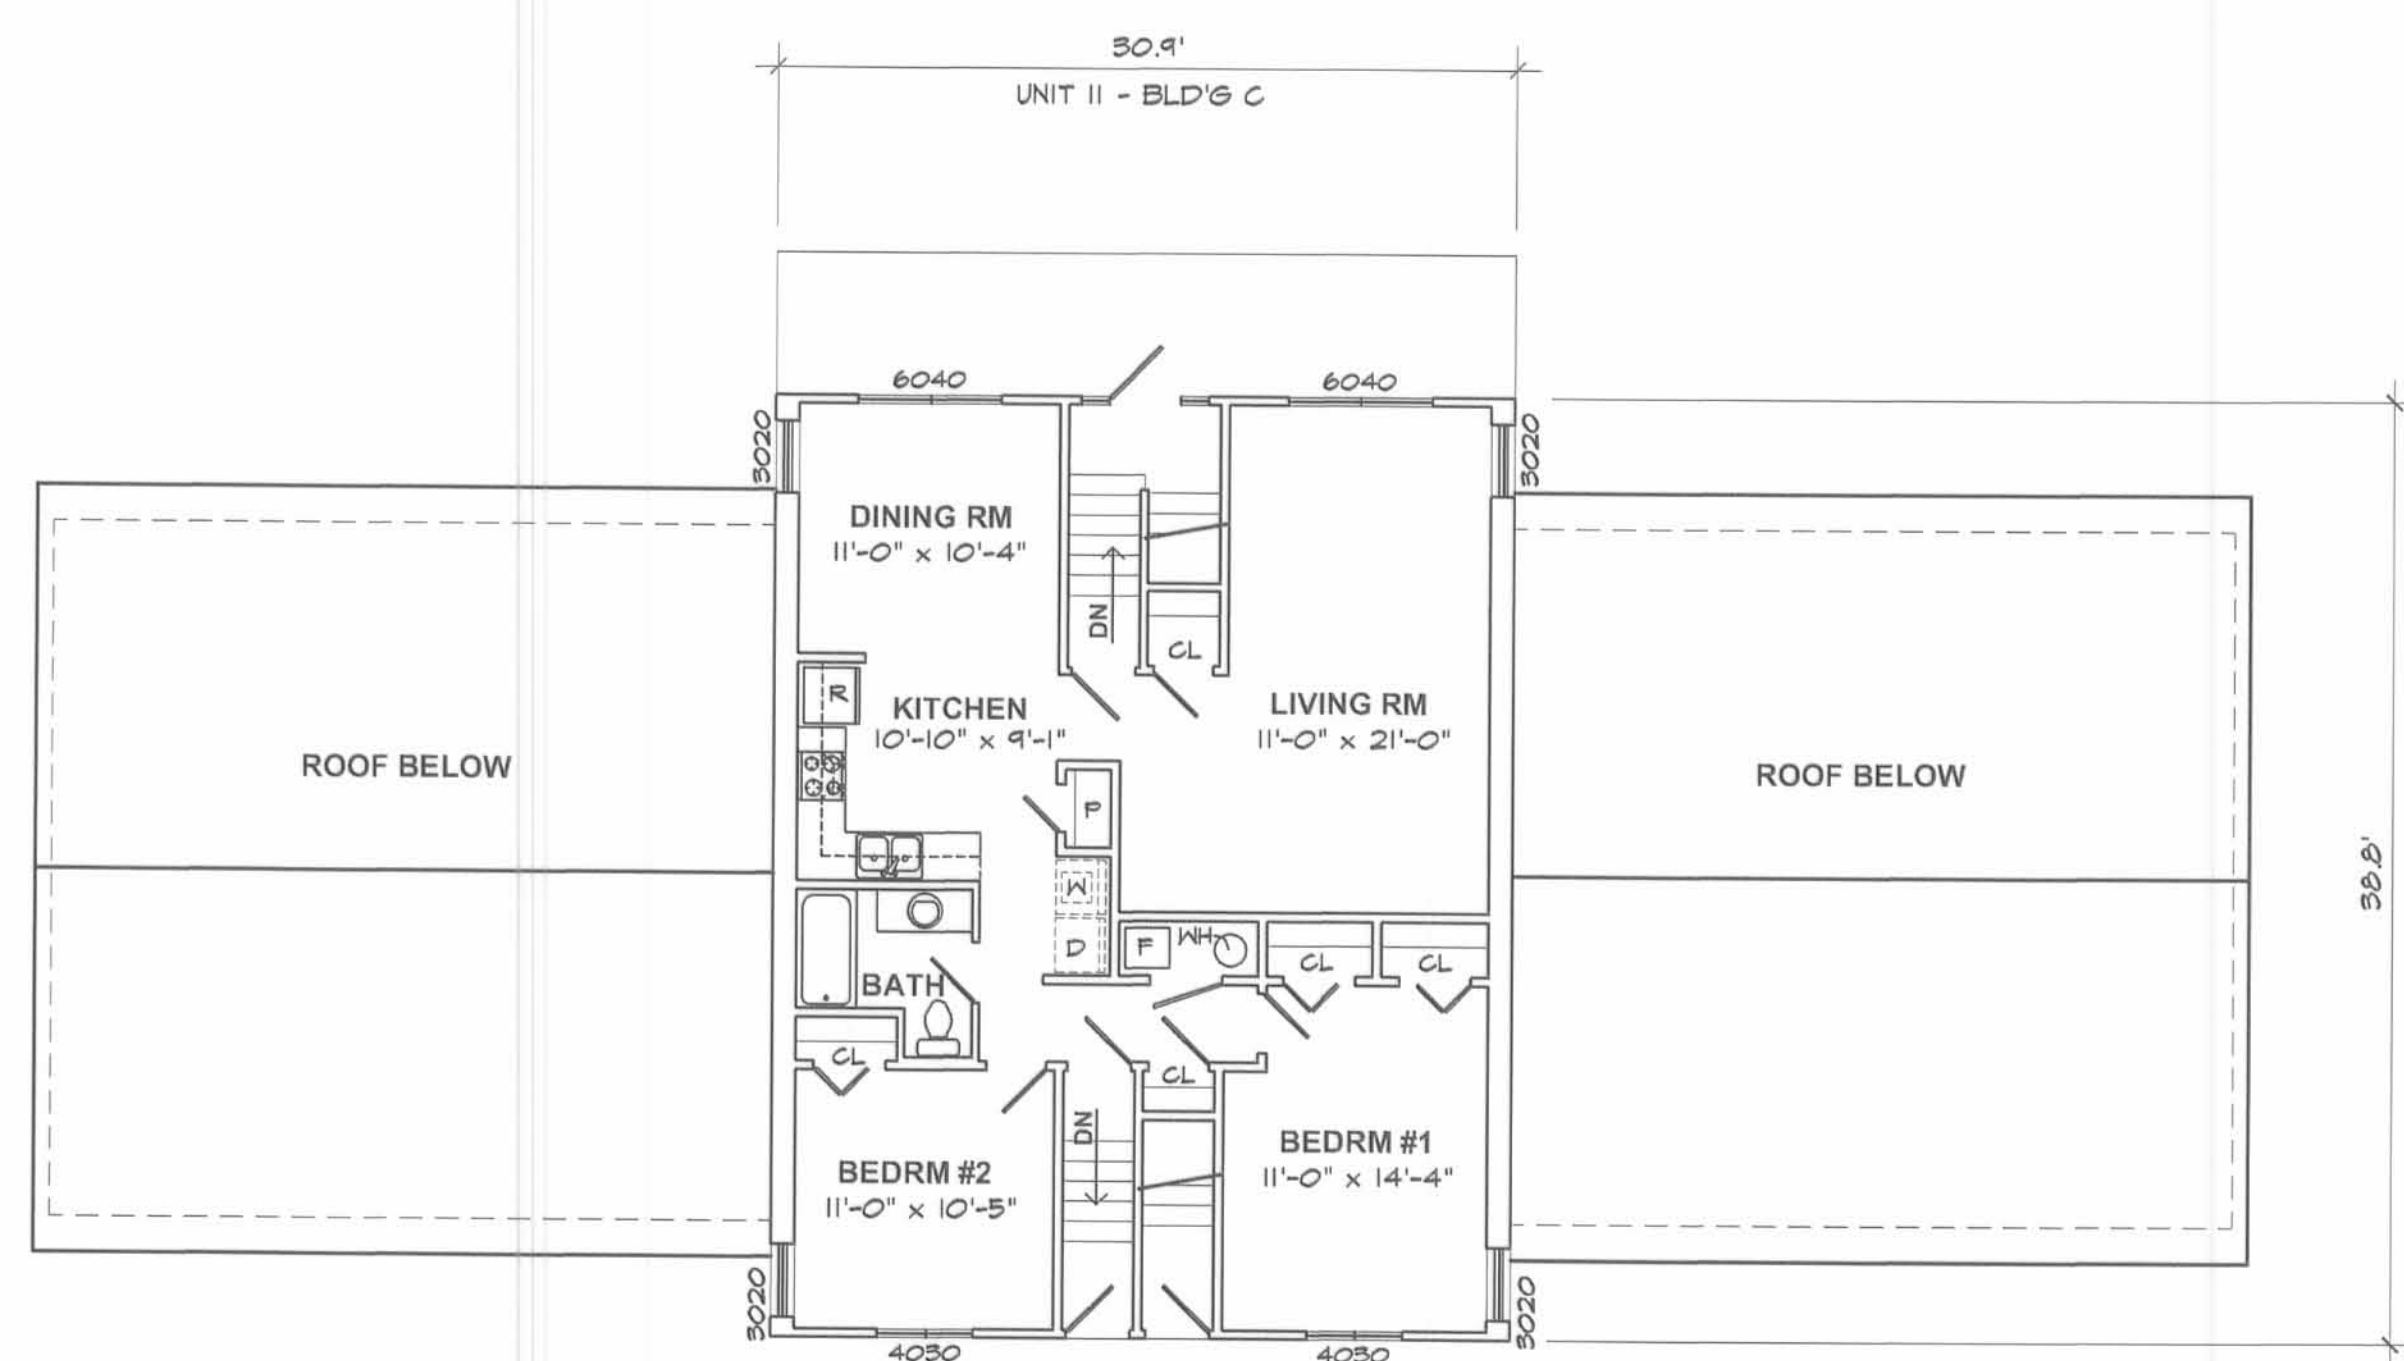 30.9'
UNIT II - BLD'G C
6040
6040
3020
3020
DINING RM
11'-0" x 10'-4"
DN
CL
R
KITCHEN
10'-10" x 9'-1"
LIVING RM
11'-0" x 21'-0"
ROOF BELOW
ROOF BELOW
P
38.8'
W
D
F
WH
CL
CL
BATH
CL
CL
DN
BEDRM #2
11'-0" x 10'-5"
BEDRM #1
11'-0" x 14'-4"
3020
3020
4030
4030